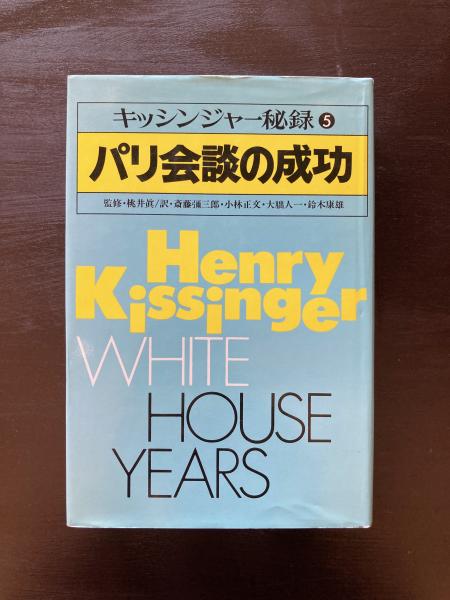 キッシンジャー秘録❺
パリ会談の成功
監修・桃井眞/訳・斎藤彌三郎・小林正文・大朏人一・鈴木康雄
Henry
Kissinger
WHITE
HOUSE
YEARS